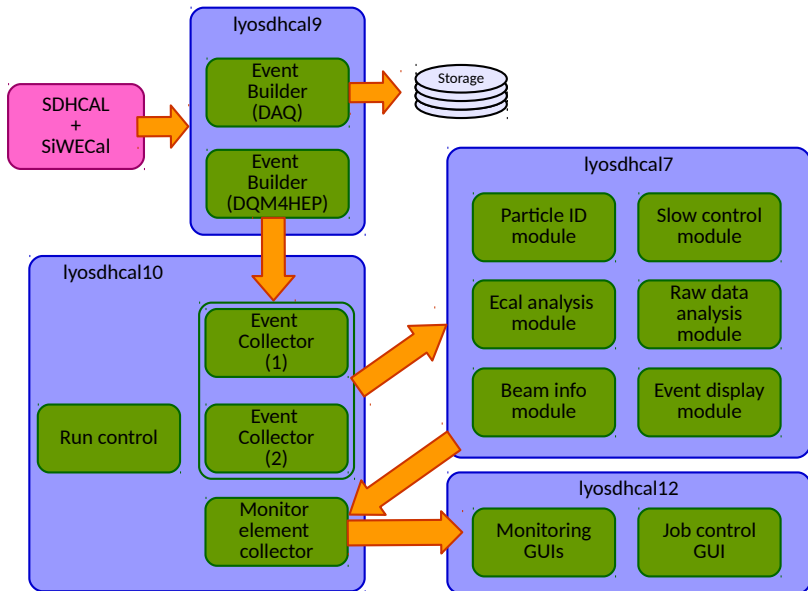 lyosdhcal9
Event
Builder
(DAQ)
Storage
SDHCAL
+
SiWECal
Event
Builder
(DQM4HEP)
lyosdhcal7
Particle ID
module
Slow control
module
Ecal analysis
module
Raw data
analysis
module
Beam info
module
Event display
module
lyosdhcal10
Event
Collector
(1)
Run control
Event
Collector
(2)
Monitor
element
collector
lyosdhcal12
Monitoring
GUIs
Job control
GUI